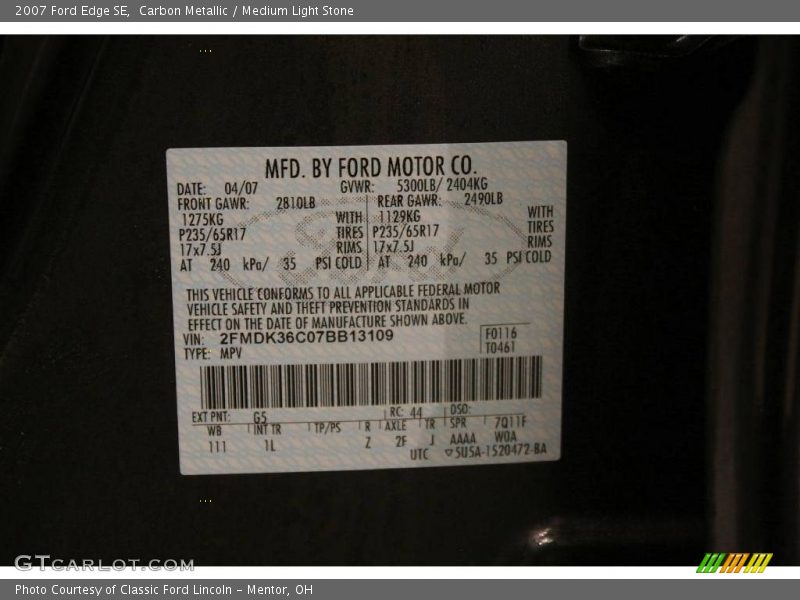 2007 Ford Edge SE,  Carbon Metallic / Medium Light Stone
MFD. BY FORD MOTOR CO.
DATE: 04/07 GVWR: 5300LB/ 2404KG
FRONT GAWR: 2810LB REAR GAWR: 2490LB
1275KG WITH 1129KG WITH
P235/65R17 TIRES P235/65R17 TIRES
17x7.5J RIMS 17x7.5J RIMS
AT 240 kPa/ 35 PSI COLD AT 240 kPa/ 35 PSI COLD
THIS VEHICLE CONFORMS TO ALL APPLICABLE FEDERAL MOTOR
VEHICLE SAFETY AND THEFT PREVENTION STANDARDS IN
EFFECT ON THE DATE OF MANUFACTURE SHOWN ABOVE.
VIN: 2FMDK36C07BB13109 F0116
TYPE: MPV T0461
EXT PNT: G5 RC: 44 DSO:
WB INT TR TP/PS R AXLE TR SPR 7Q11F
111 1L Z 2F J AAAA W0A
UTC ▽5U5A-1520472-BA
Ford
GTCARLOT.COM
Photo Courtesy of Classic Ford Lincoln - Mentor, OH